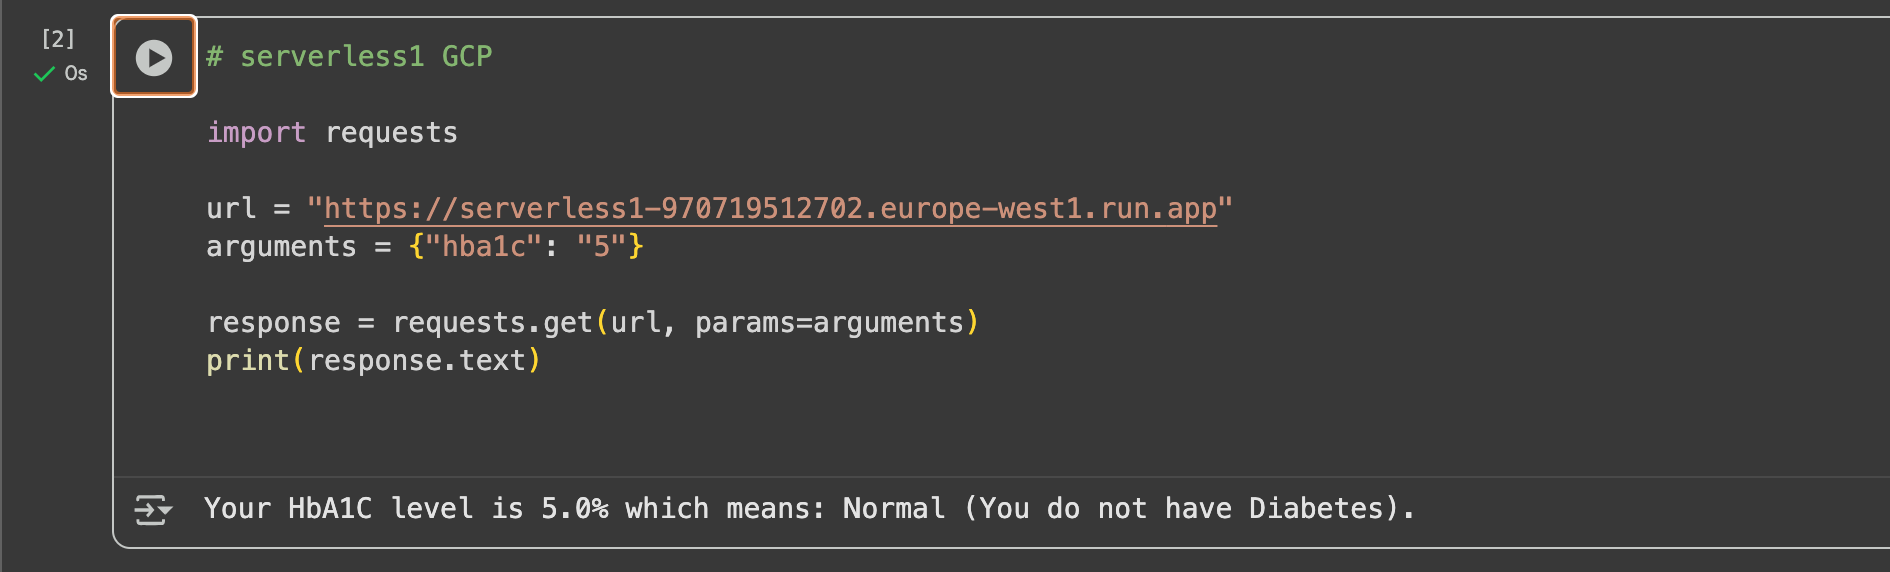 [2]
0s
# serverless1 GCP
import requests
url = "https://serverless1-970719512702.europe-west1.run.app"
arguments = {"hba1c": "5"}
response = requests.get(url, params=arguments)
print(response.text)
Your HbA1C level is 5.0% which means: Normal (You do not have Diabetes).